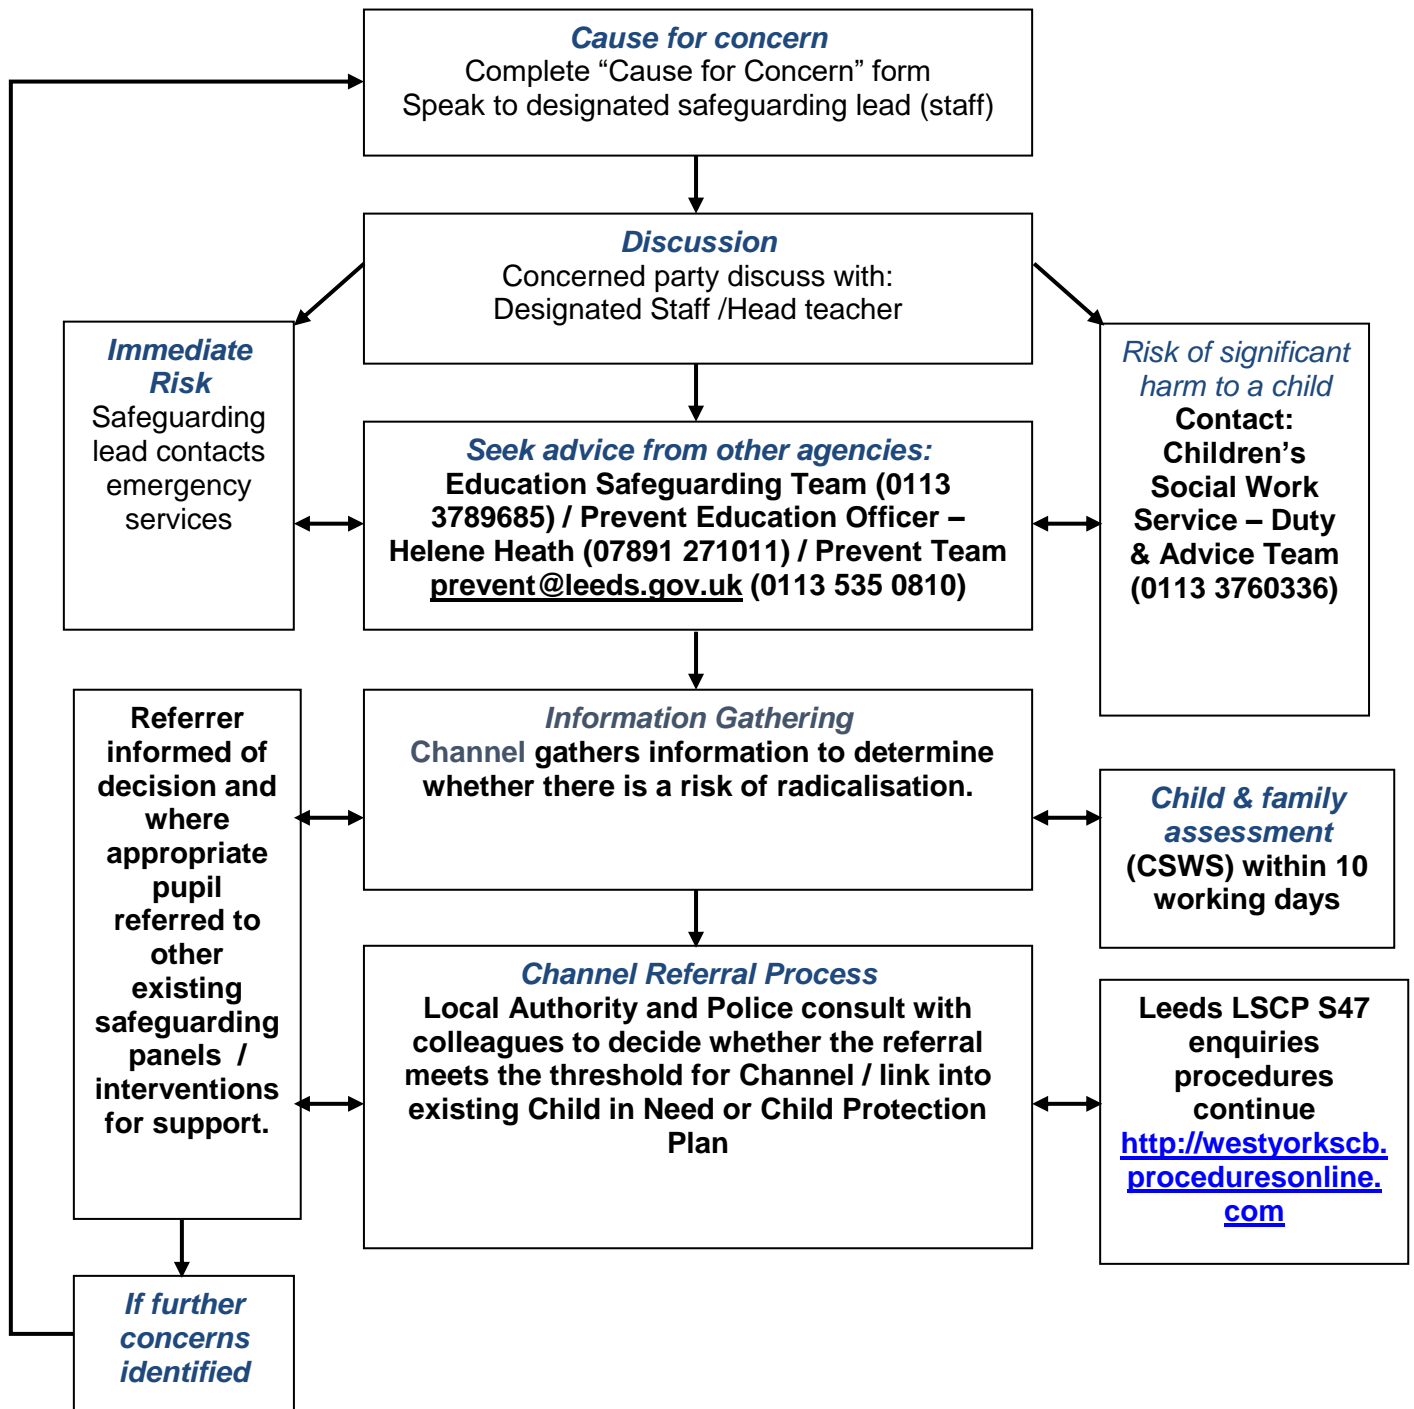 Cause for concern
Complete “Cause for Concern” form
Speak to designated safeguarding lead (staff)
Discussion
Concerned party discuss with:
Designated Staff /Head teacher
Immediate
Risk
Safeguarding
lead contacts
emergency
services
Seek advice from other agencies:
Education Safeguarding Team (0113
3789685) / Prevent Education Officer –
Helene Heath (07891 271011) / Prevent Team
prevent@leeds.gov.uk (0113 535 0810)
Risk of significant
harm to a child
Contact:
Children’s
Social Work
Service – Duty
& Advice Team
(0113 3760336)
Referrer
informed of
decision and
where
appropriate
pupil
referred to
other
existing
safeguarding
panels /
interventions
for support.
Information Gathering
Channel gathers information to determine
whether there is a risk of radicalisation.
Child & family
assessment
(CSWS) within 10
working days
Channel Referral Process
Local Authority and Police consult with
colleagues to decide whether the referral
meets the threshold for Channel / link into
existing Child in Need or Child Protection
Plan
Leeds LSCP S47
enquiries
procedures
continue
http://westyorkscb.
proceduresonline.
com
If further
concerns
identified